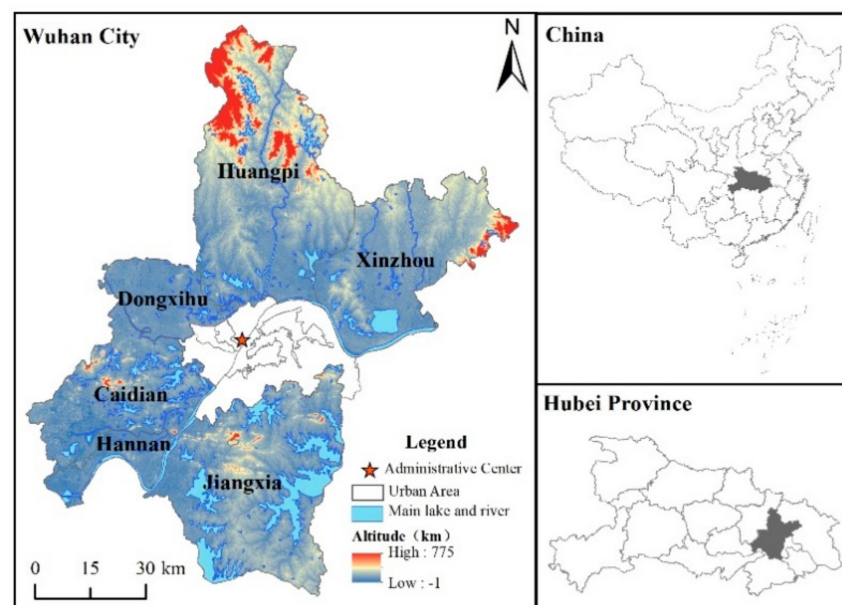 Wuhan City
N
China
Huangpi
Xinzhou
Dongxihu
Caidian
Hannan
Jiangxia
Legend
Administrative Center
Urban Area
Main lake and river
Altitude（km）
High : 775
Low : -1
0 15 30 km
Hubei Province